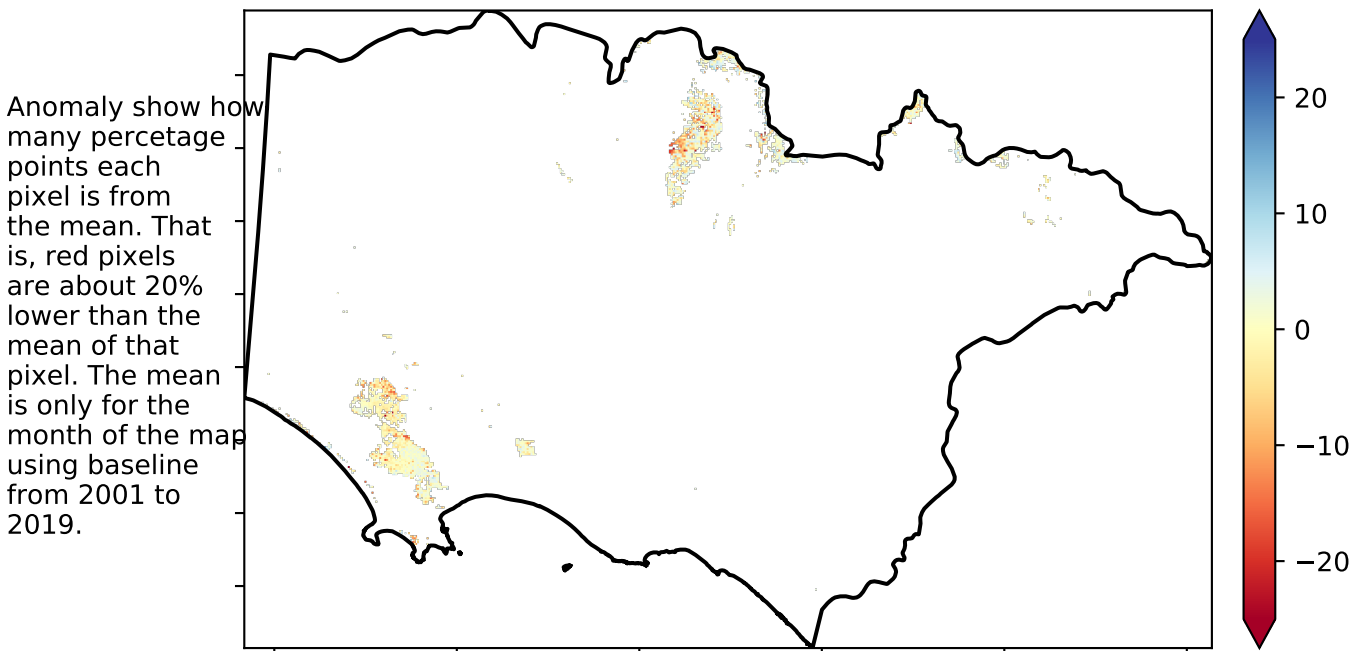 Anomaly show how
many percetage
points each
pixel is from
the mean. That
is, red pixels
are about 20%
lower than the
mean of that
pixel. The mean
is only for the
month of the map
using baseline
from 2001 to
2019.
20
10
0
−10
−20